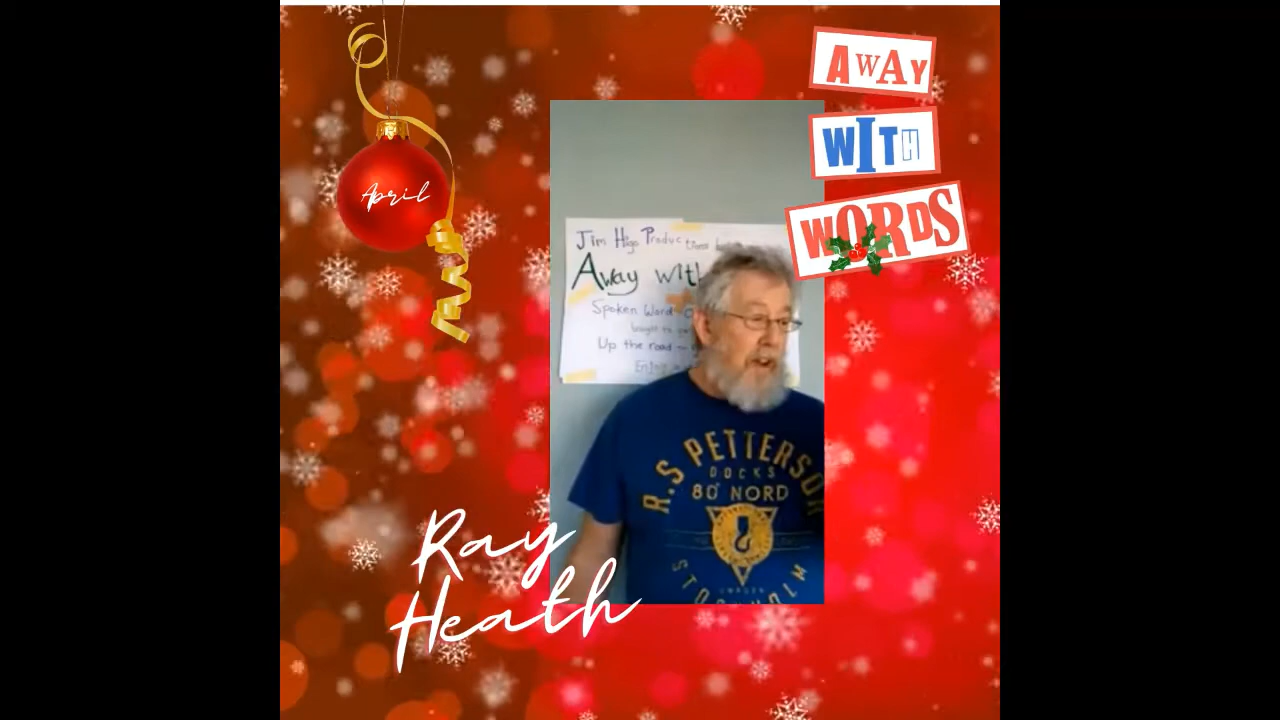 AWAY
WITH
WORDS
April
Jim Higo Produc
Away with
Spoken Word
Up the road
R.S PETTERSON
DOCKS
80° NORD
STOCKHOLM
Ray
Heath